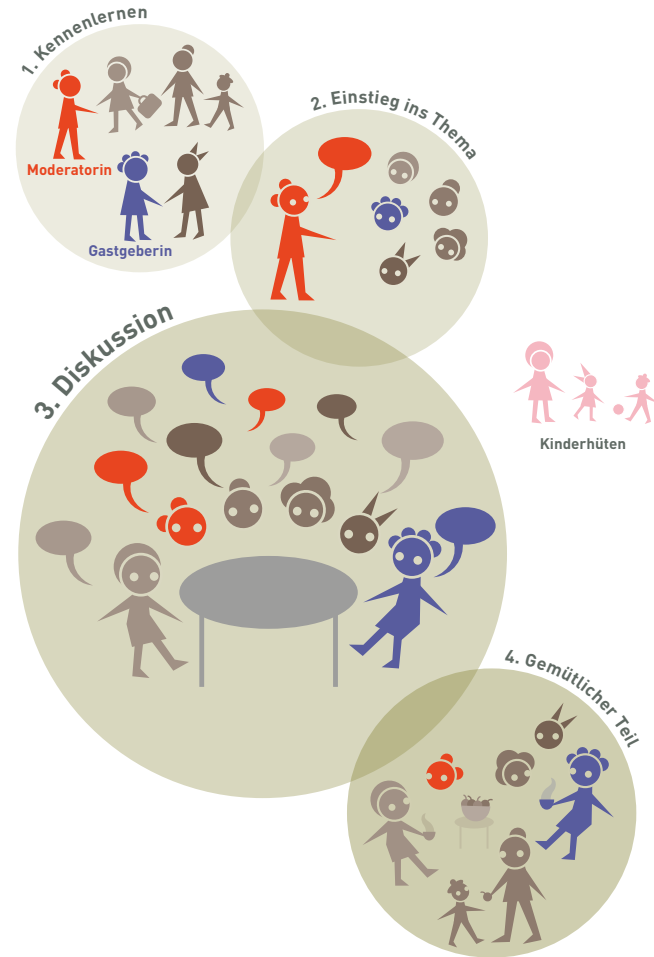 1. Kennenlernen
Moderatorin
Gastgeberin
2. Einstieg ins Thema
3. Diskussion
Kinderhüten
4. Gemütlicher Teil